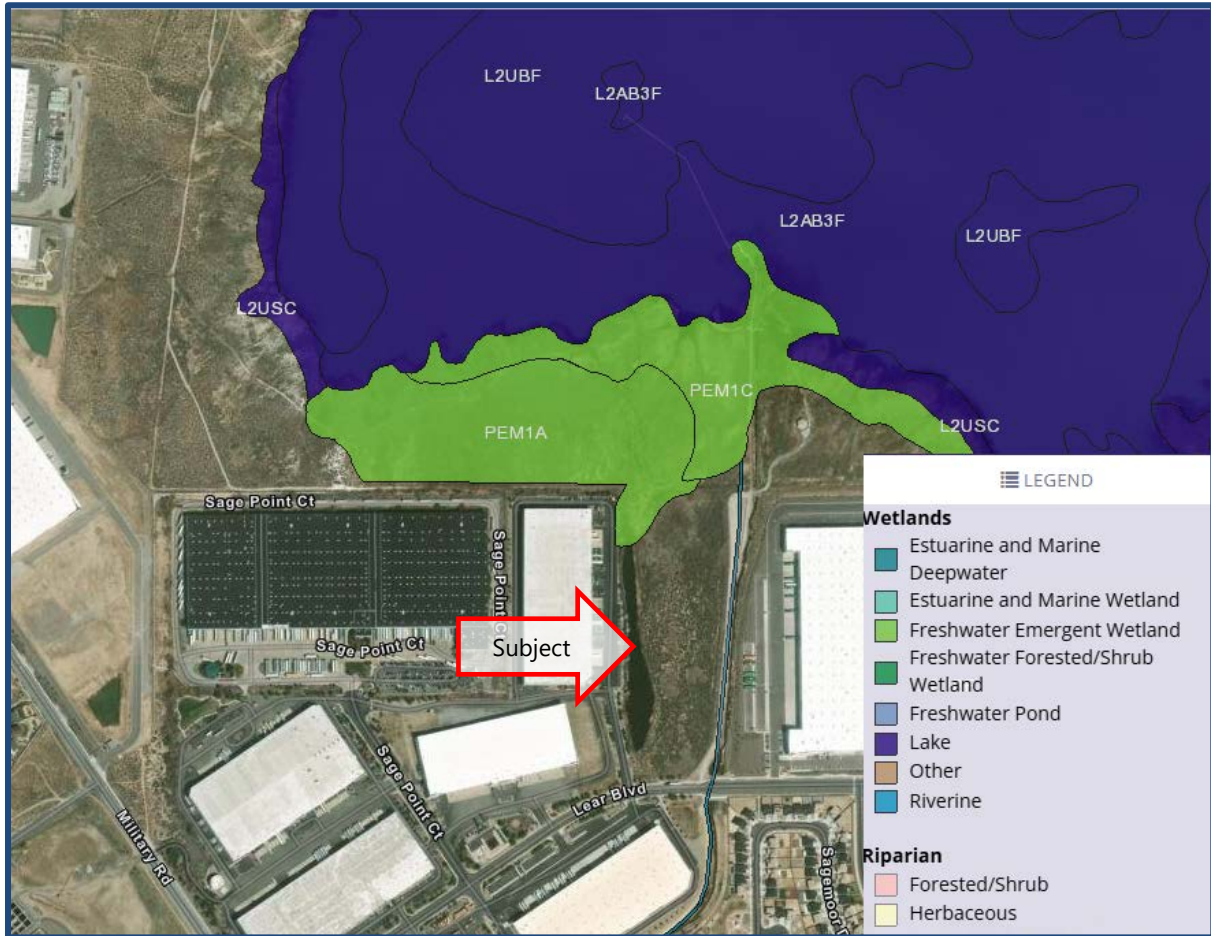 L2UBF
L2AB3F
L2AB3F
L2UBF
L2USC
PEM1C
PEM1A
L2USC
Sage Point Ct
Sage Point C
Subject
Sage Point Ct
Sage Point Ct
Lear Blvd
Military Rd
Sagemoor D
LEGEND
Wetlands
Estuarine and Marine
Deepwater
Estuarine and Marine Wetland
Freshwater Emergent Wetland
Freshwater Forested/Shrub
Wetland
Freshwater Pond
Lake
Other
Riverine
Riparian
Forested/Shrub
Herbaceous